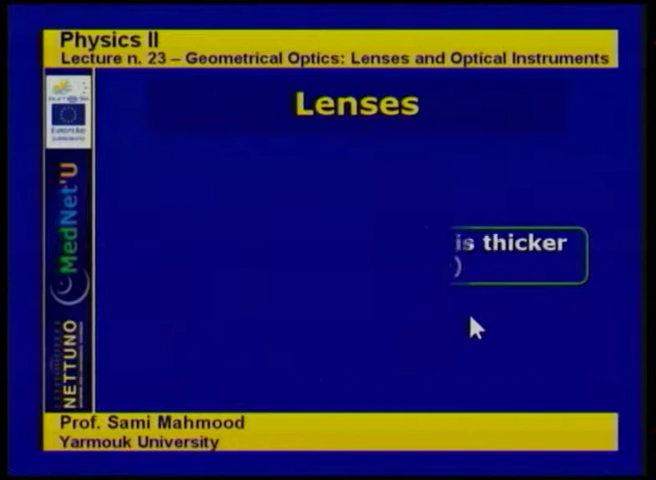 Physics II
Lecture n. 23 – Geometrical Optics: Lenses and Optical Instruments
Lenses
is thicker
)
MedNet'U
NETTUNO
Prof. Sami Mahmood
Yarmouk University